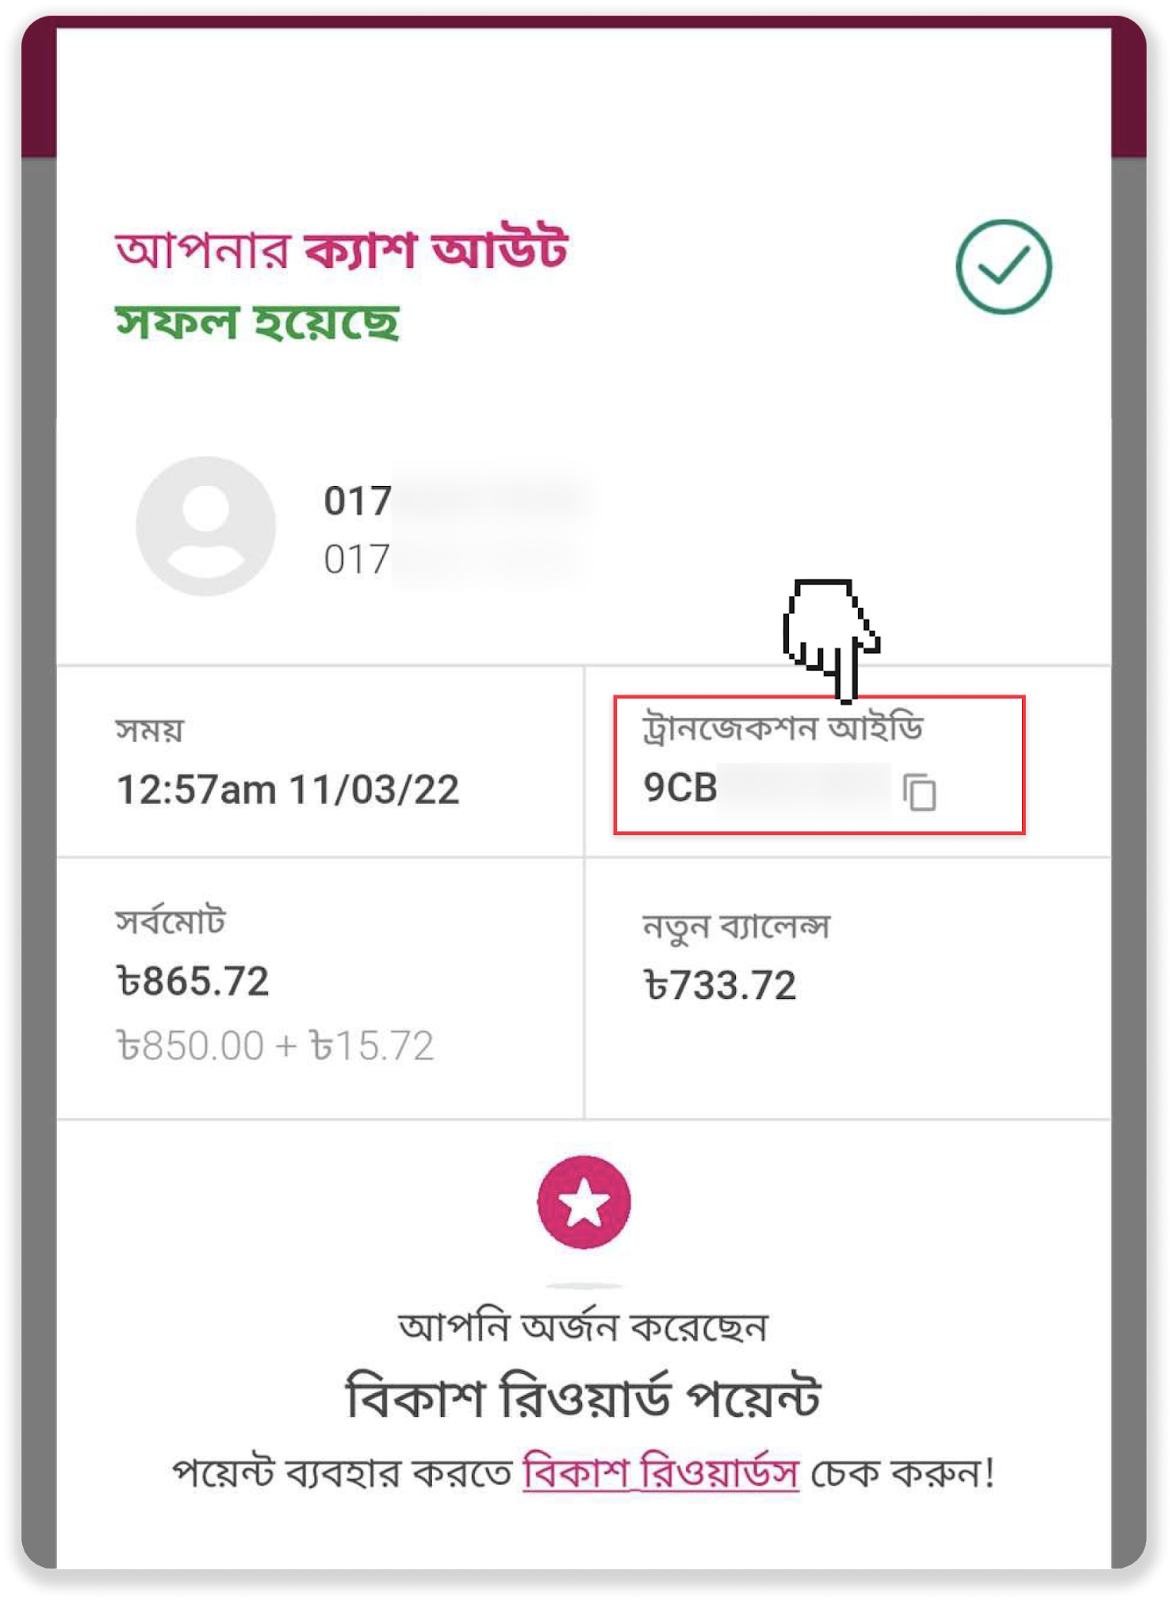 আপনার ক্যাশ আউট
সফল হয়েছে
017
017
সময়
12:57am 11/03/22
ট্রানজেকশন আইডি
9CB
সর্বমোট
৳865.72
৳850.00 + ৳15.72
নতুন ব্যালেন্স
৳733.72
আপনি অর্জন করেছেন
বিকাশ রিওয়ার্ড পয়েন্ট
পয়েন্ট ব্যবহার করতে বিকাশ রিওয়ার্ডস চেক করুন!